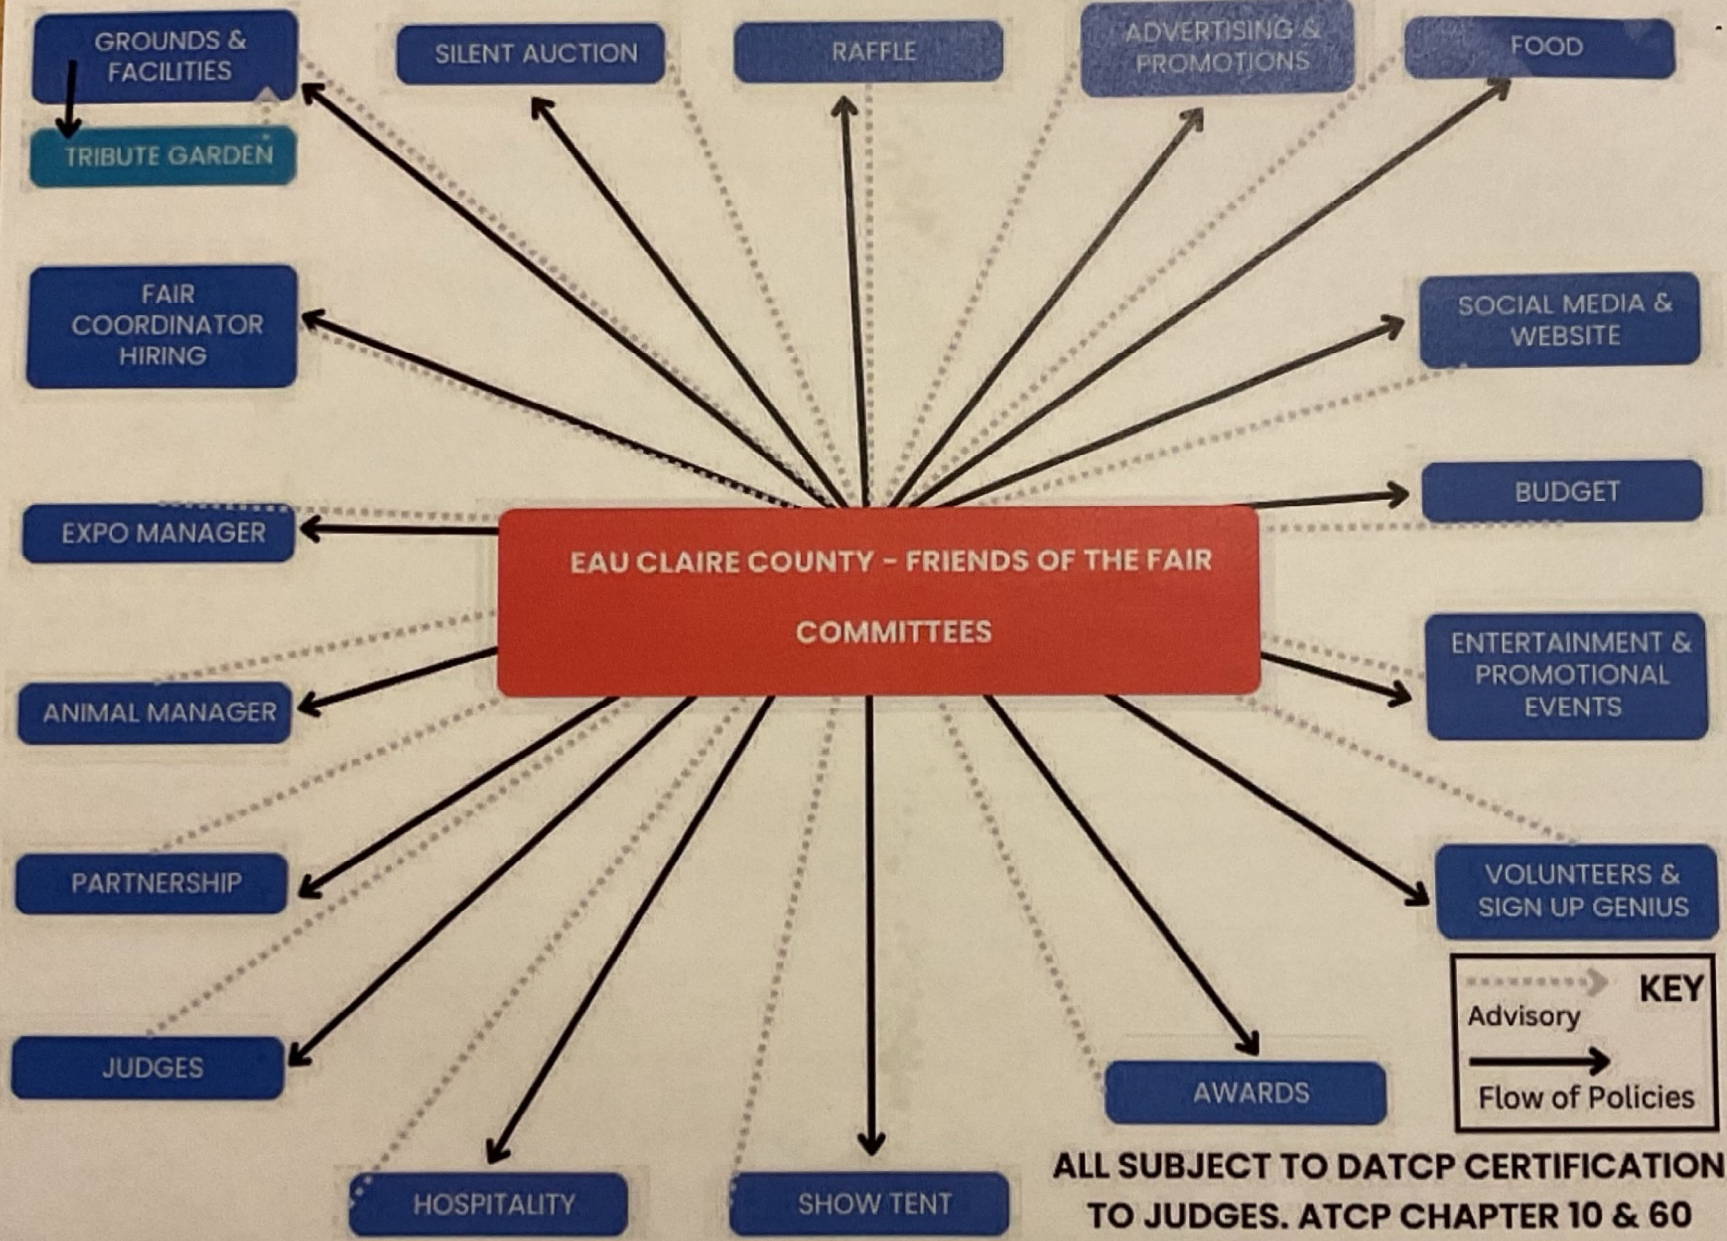 GROUNDS &
FACILITIES
SILENT AUCTION
RAFFLE
ADVERTISING &
PROMOTIONS
FOOD
TRIBUTE GARDEN
FAIR
COORDINATOR
HIRING
SOCIAL MEDIA &
WEBSITE
BUDGET
EXPO MANAGER
EAU CLAIRE COUNTY - FRIENDS OF THE FAIR
COMMITTEES
ENTERTAINMENT &
PROMOTIONAL
EVENTS
ANIMAL MANAGER
PARTNERSHIP
VOLUNTEERS &
SIGN UP GENIUS
KEY
Advisory
Flow of Policies
JUDGES
AWARDS
HOSPITALITY
SHOW TENT
ALL SUBJECT TO DATCP CERTIFICATION
TO JUDGES. ATCP CHAPTER 10 & 60